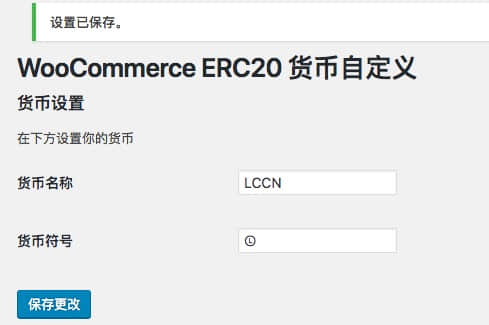 设置已保存。
WooCommerce ERC20 货币自定义
货币设置
在下方设置你的货币
货币名称
LCCN
货币符号
Ⓛ
保存更改